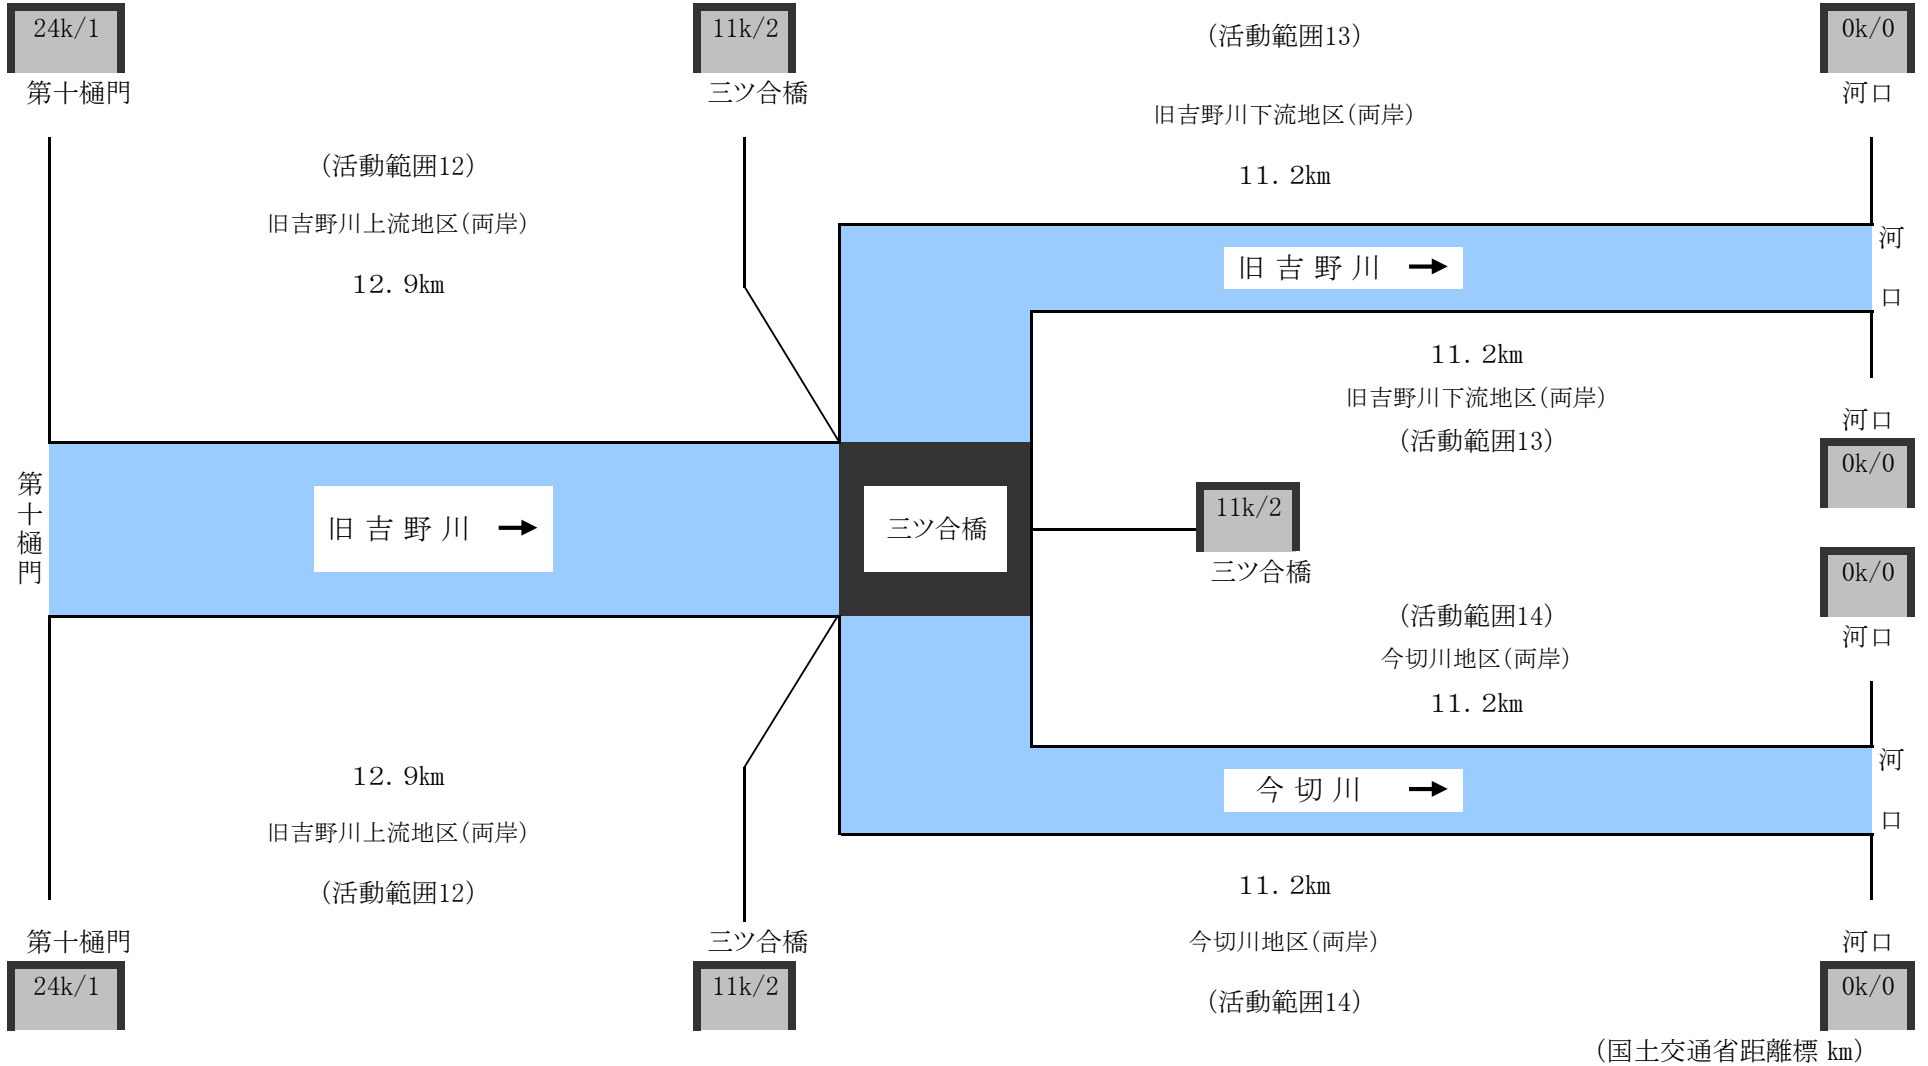 24k/1
11k/2
(活動範囲13)
0k/0
第十樋門
三ツ合橋
河口
旧吉野川下流地区(両岸)
(活動範囲12)
11.2㎞
旧吉野川上流地区(両岸)
河口
12.9㎞
旧吉野川 →
11.2㎞
旧吉野川下流地区(両岸)
河口
(活動範囲13)
0k/0
第十樋門
旧吉野川 →
三ツ合橋
11k/2
三ツ合橋
0k/0
(活動範囲14)
河口
今切川地区(両岸)
11.2㎞
河口
12.9㎞
今切川 →
旧吉野川上流地区(両岸)
11.2㎞
(活動範囲12)
第十樋門
三ツ合橋
今切川地区(両岸)
河口
24k/1
11k/2
(活動範囲14)
0k/0
(国土交通省距離標 ㎞)